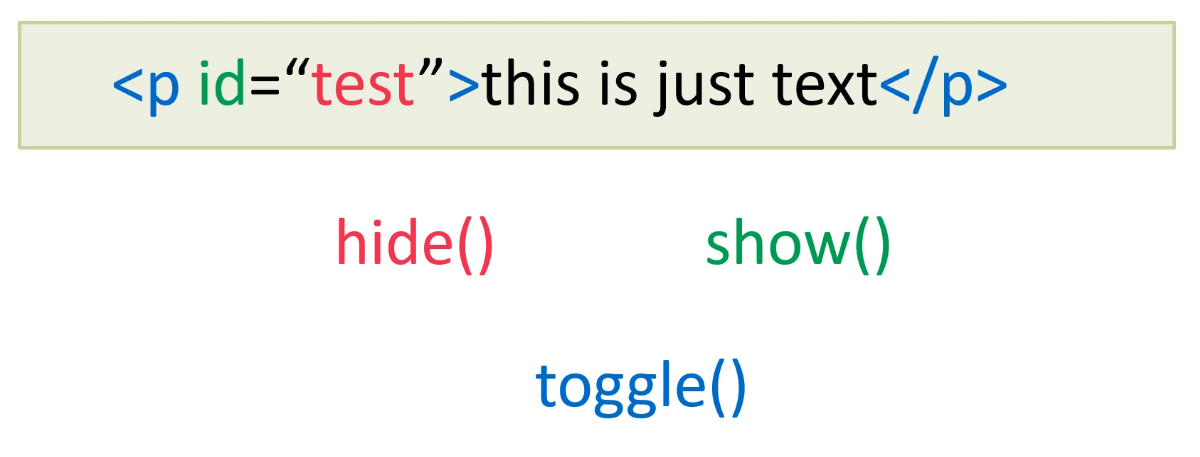 <p id=“test”>this is just text</p>
hide() show()
toggle()